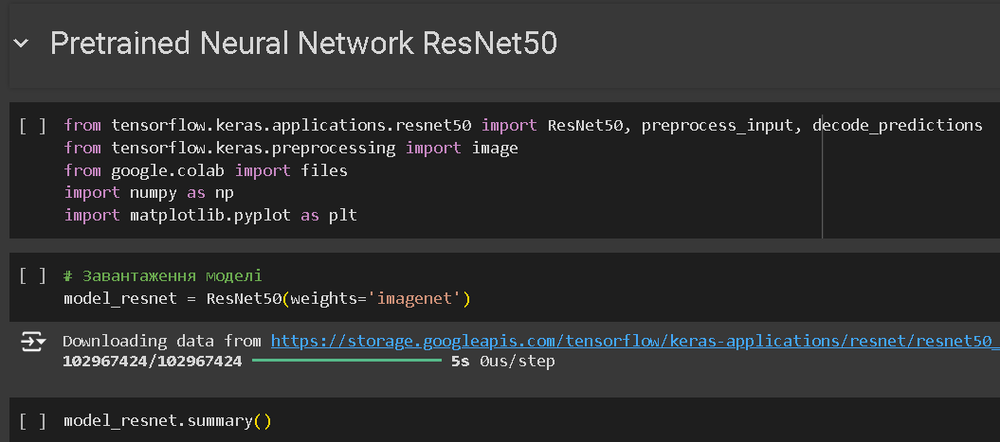 Pretrained Neural Network ResNet50
[ ] from tensorflow.keras.applications.resnet50 import ResNet50, preprocess_input, decode_predictions
from tensorflow.keras.preprocessing import image
from google.colab import files
import numpy as np
import matplotlib.pyplot as plt
[ ] # Завантаження моделі
model_resnet = ResNet50(weights='imagenet')
Downloading data from https://storage.googleapis.com/tensorflow/keras-applications/resnet/resnet50_
102967424/102967424 5s 0us/step
[ ] model_resnet.summary()